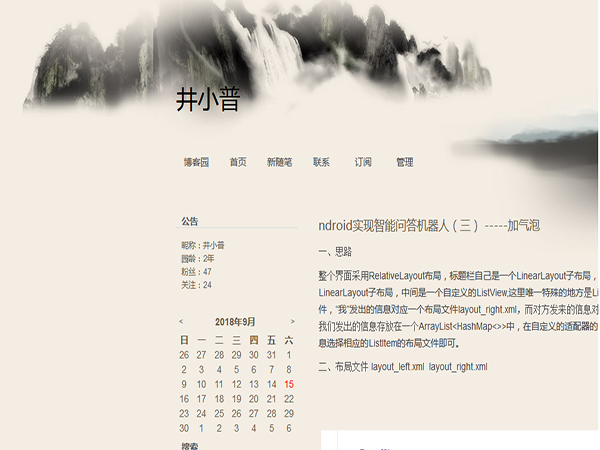 井小普
博客园 首页 新随笔 联系 订阅 管理
公告
昵称：井小普
园龄：2年
粉丝：47
关注：24
< 2018年9月 >
日 一 二 三 四 五 六
26 27 28 29 30 31 1
2 3 4 5 6 7 8
9 10 11 12 13 14 15
16 17 18 19 20 21 22
23 24 25 26 27 28 29
30 1 2 3 4 5 6
搜索
ndroid实现智能问答机器人（三） -----加气泡
一、思路
整个界面采用RelativeLayout布局，标题栏自己是一个LinearLayout子布局，
LinearLayout子布局，中间是一个自定义的ListView,这里唯一特殊的地方是Li
件，“我”发出的信息对应一个布局文件layout_right.xml，而对方发来的信息对
我们发出的信息存放在一个ArrayList<HashMap<>>中，在自定义的适配器的
息选择相应的ListItem的布局文件即可。
二、布局文件 layout_left.xml layout_right.xml